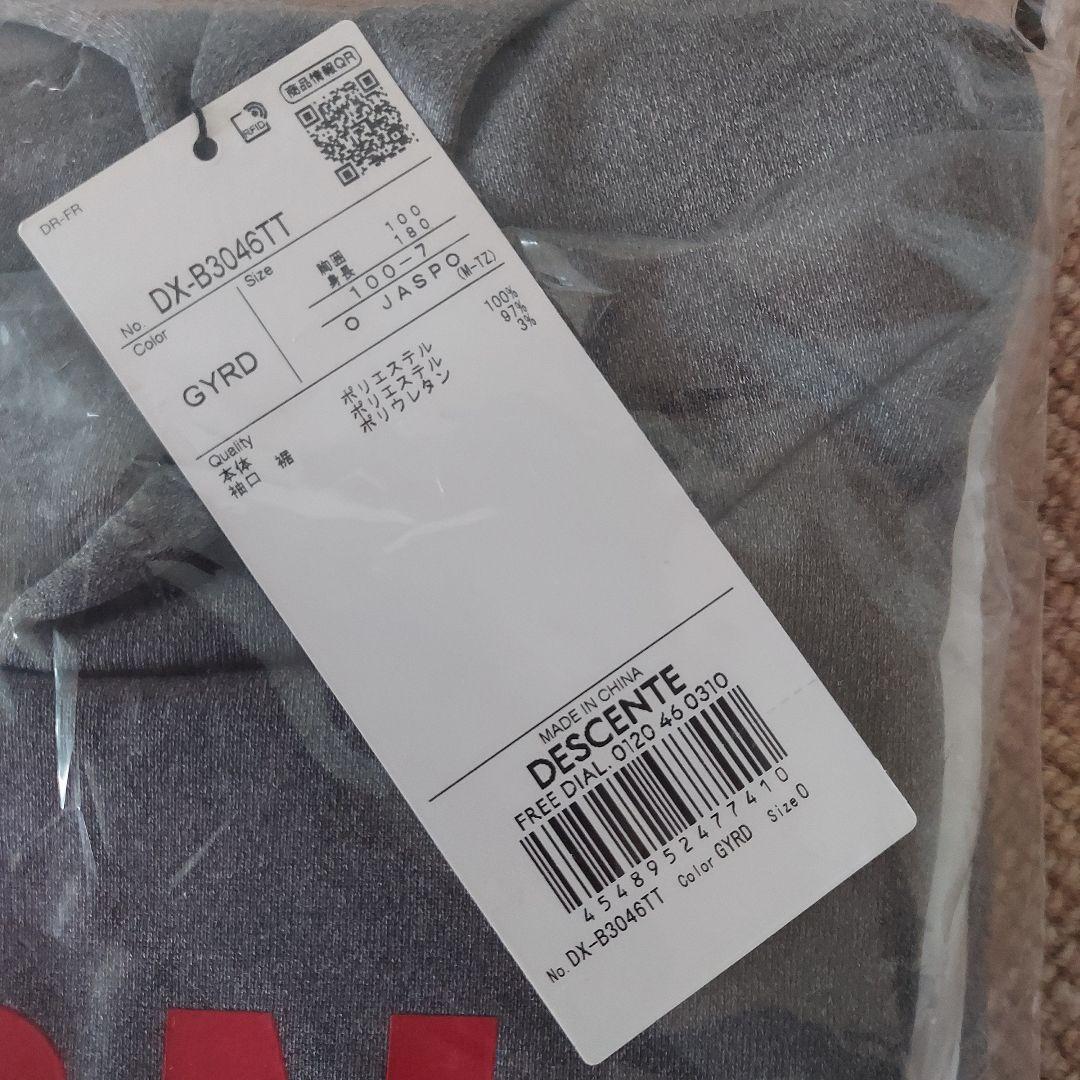 商品情報QR
RFID
DR-FR
No. DX-B3046TT
Color
GYRD
Size
胸囲 100
身長 180
100-7
O JASPO (M-TZ)
Quality
本体 ポリエステル 100%
袖口 裾 ポリエステル 97%
ポリウレタン 3%
MADE IN CHINA
DESCENTE
FREE DIAL. 0120 46 0310
4548952477410
No. DX-B3046TT Color GYRD Size O